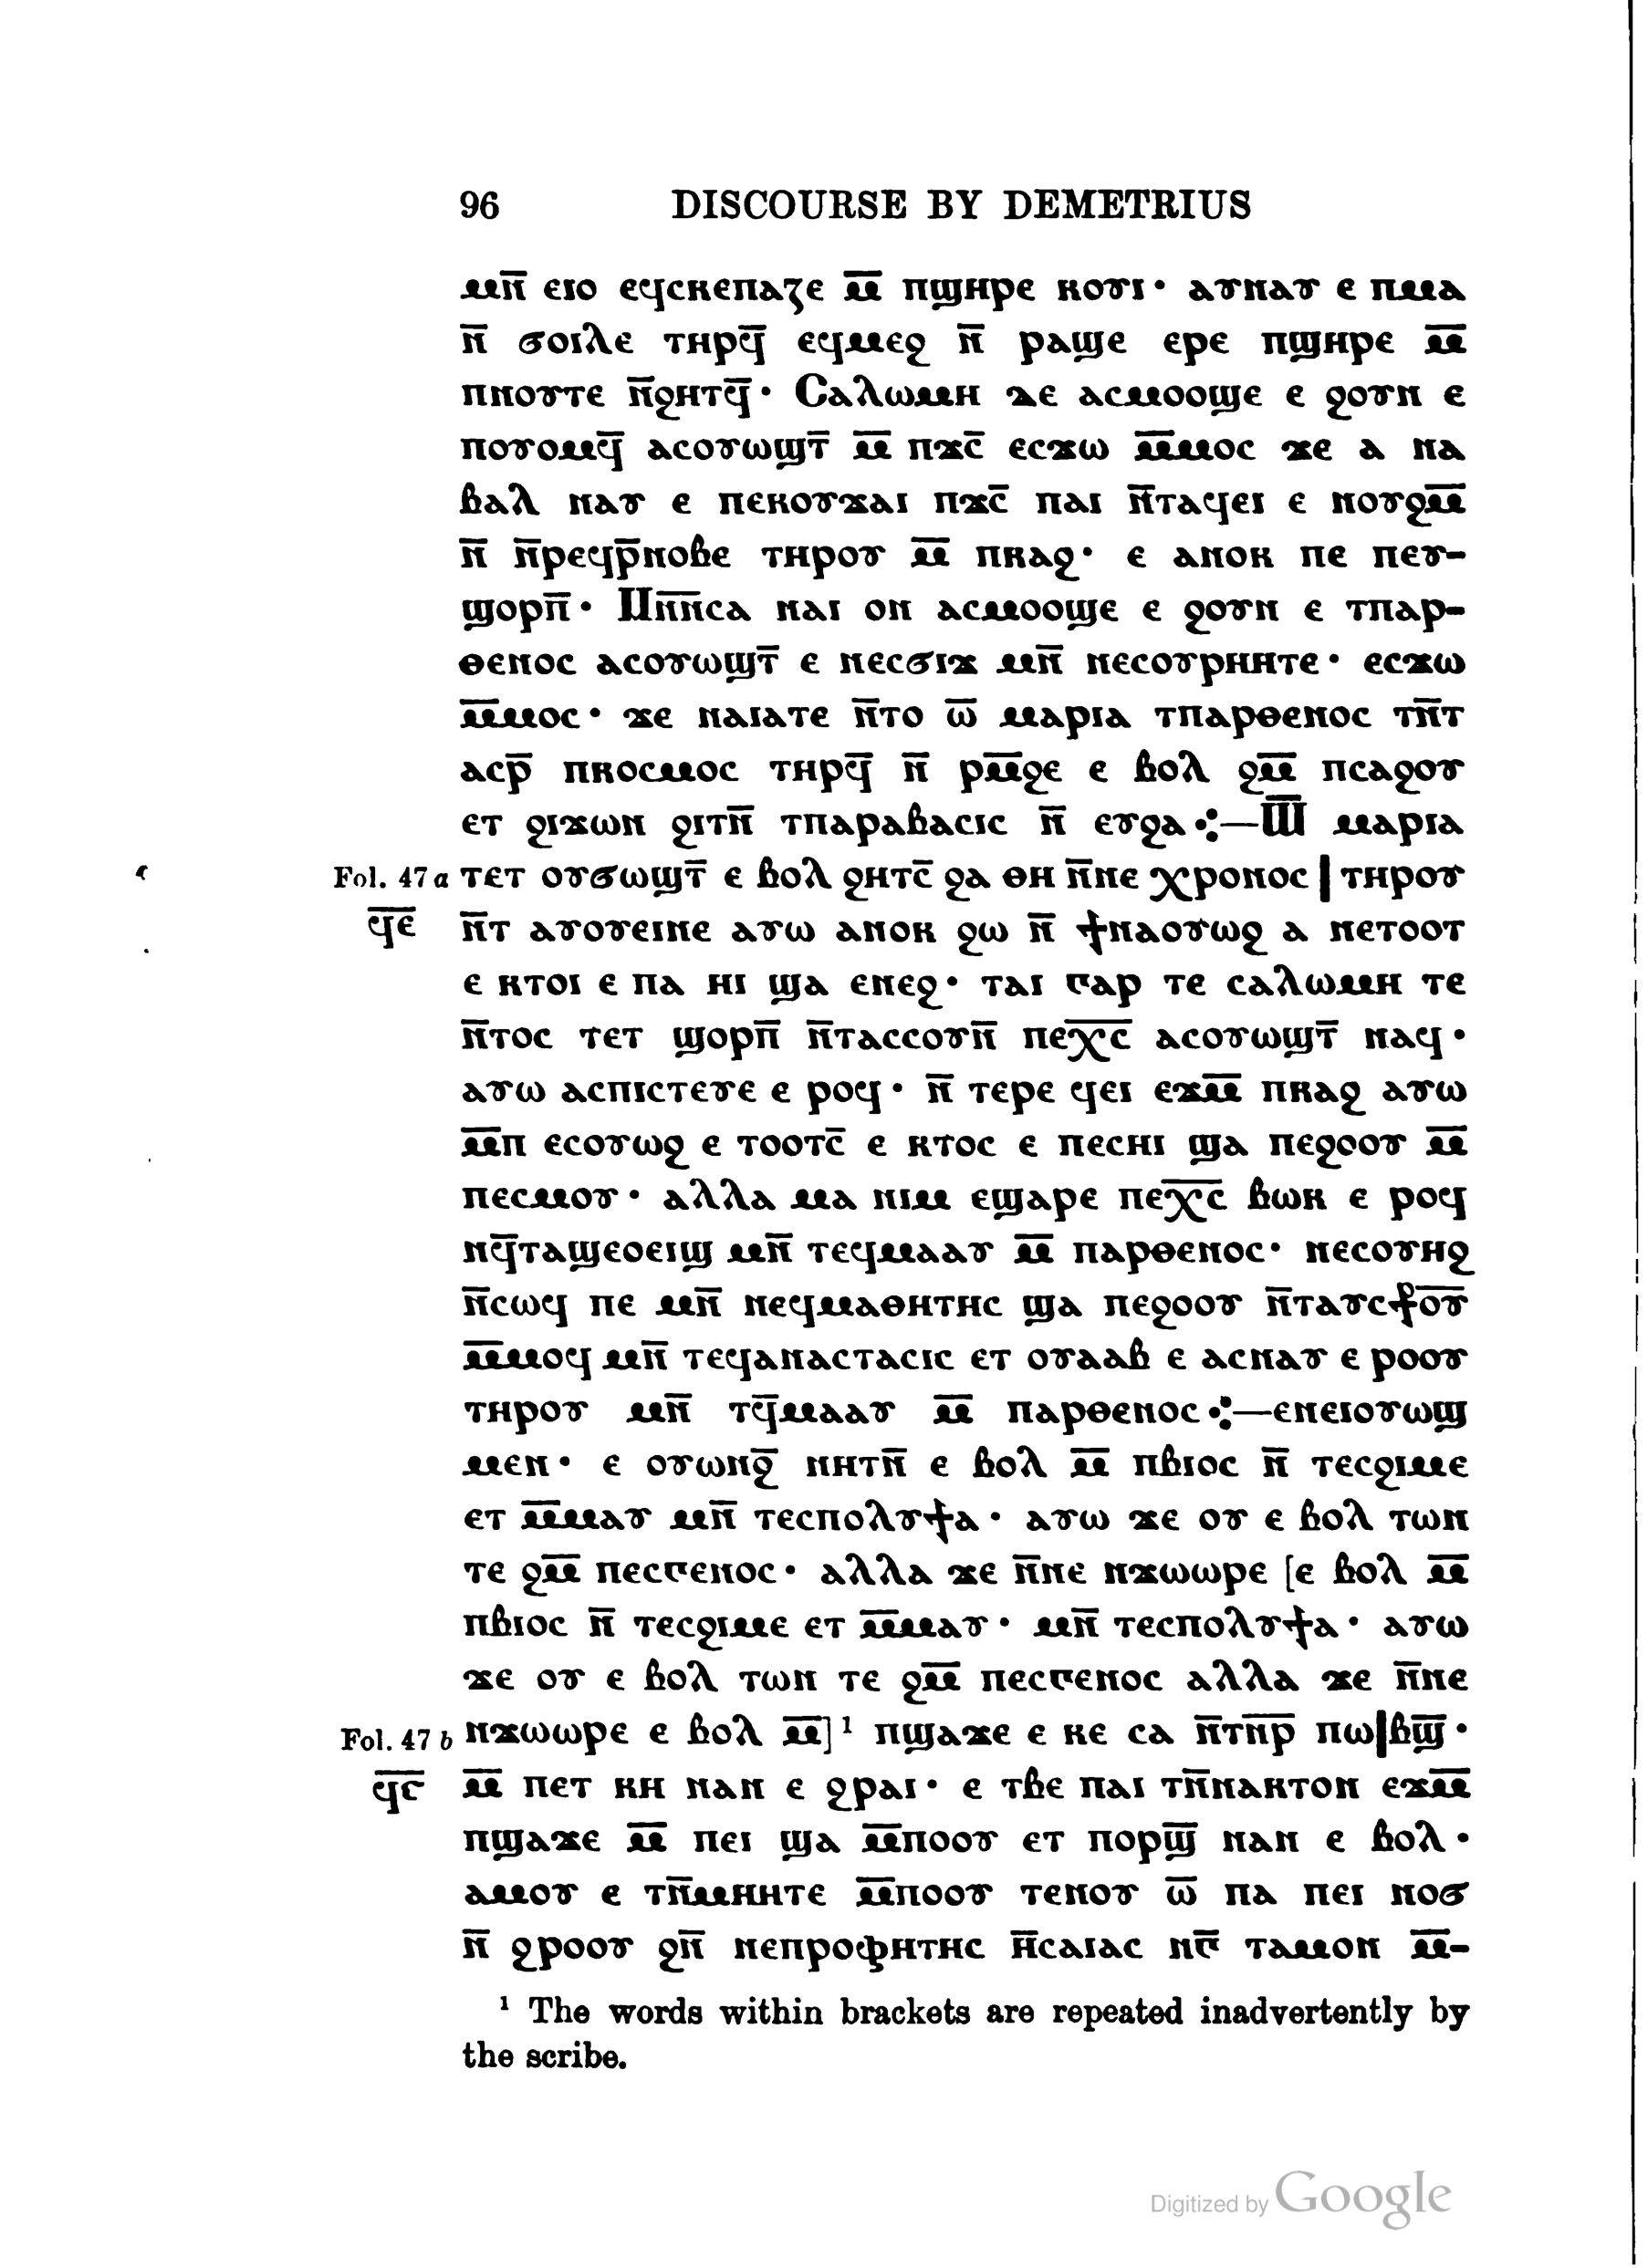 96 DISCOURSE BY DEMETRIUS
ⲙⲛ̅ ⲉⲓⲟ ⲉϥⲥⲕⲉⲡⲁⲍⲉ ⲙ̅ ⲡϣⲏⲣⲉ ⲕⲟⲩⲓ· ⲁⲩⲛⲁⲩ ⲉ ⲡⲙⲁ
ⲛ̅ ϭⲟⲓⲗⲉ ⲧⲏⲣϥ̅ ⲉϥⲙⲉϩ ⲛ̅ ⲣⲁϣⲉ ⲉⲣⲉ ⲡϣⲏⲣⲉ ⲙ̅
ⲡⲛⲟⲩⲧⲉ ⲛ̅ϩⲏⲧϥ̅· Ⲥⲁⲗⲱⲙⲏ ⲇⲉ ⲁⲥⲙⲟⲟϣⲉ ⲉ ϩⲟⲩⲛ ⲉ
ⲡⲟⲩⲟⲙϥ̅ ⲁⲥⲟⲩⲱϣⲧ̅ ⲙ̅ ⲡϫⲥ̅ ⲉⲥϫⲱ ⲙ̅ⲙⲟⲥ ϫⲉ ⲁ ⲛⲁ
ⲃⲁⲗ ⲛⲁⲩ ⲉ ⲡⲉⲕⲟⲩϫⲁⲓ ⲡϫⲥ̅ ⲡⲁⲓ ⲛ̅ⲧⲁϥⲉⲓ ⲉ ⲛⲟⲩϩⲙ̅
ⲛ̅ ⲛ̅ⲣⲉϥⲣ̅ⲛⲟⲃⲉ ⲧⲏⲣⲟⲩ ⲙ̅ ⲡⲕⲁϩ· ⲉ ⲁⲛⲟⲕ ⲡⲉ ⲡⲉⲩ-
ϣⲟⲣⲡ̅· Ⲙⲛ̅ⲛ̅ⲥⲁ ⲛⲁⲓ ⲟⲛ ⲁⲥⲙⲟⲟϣⲉ ⲉ ϩⲟⲩⲛ ⲉ ⲧⲡⲁⲣ-
ⲑⲉⲛⲟⲥ ⲁⲥⲟⲩⲱϣⲧ̅ ⲉ ⲛⲉⲥϭⲓϫ ⲙⲛ̅ ⲛⲉⲥⲟⲩⲣⲏⲏⲧⲉ· ⲉⲥϫⲱ
ⲙ̅ⲙⲟⲥ· ϫⲉ ⲛⲁⲓⲁⲧⲉ ⲛ̅ⲧⲟ ⲱ̅ ⲙⲁⲣⲓⲁ ⲧⲡⲁⲣⲑⲉⲛⲟⲥ ⲧⲛ̅ⲧ
ⲁⲥⲣ̅ ⲡⲕⲟⲥⲙⲟⲥ ⲧⲏⲣϥ̅ ⲛ̅ ⲣⲙ̅ϩⲉ ⲉ ⲃⲟⲗ ϩⲙ̅ ⲡⲥⲁϩⲟⲩ
ⲉⲧ ϩⲓϫⲱⲛ ϩⲓⲧⲛ̅ ⲧⲡⲁⲣⲁⲃⲁⲥⲓⲥ ⲛ̅ ⲉⲩϩⲁ⁘—Ⲱ̅ ⲙⲁⲣⲓⲁ
Fol. 47 a ⲧⲉⲧ ⲟⲩϭⲱϣⲧ̅ ⲉ ⲃⲟⲗ ϩⲏⲧⲥ̅ ϩⲁ ⲑⲏ ⲛ̅ⲛⲉ ⲭⲣⲟⲛⲟⲥ | ⲧⲏⲣⲟⲩ
ϥ̅ⲉ̅ ⲛ̅ⲧ ⲁⲩⲟⲩⲉⲓⲛⲉ ⲁⲩⲱ ⲁⲛⲟⲕ ϩⲱ ⲛ̅ ϯⲛⲁⲟⲩⲱϩ ⲁ ⲛⲉⲧⲟⲟⲧ
ⲉ ⲕⲧⲟⲓ ⲉ ⲡⲁ ⲏⲓ ϣⲁ ⲉⲛⲉϩ· ⲧⲁⲓ ⲅⲁⲣ ⲧⲉ ⲥⲁⲗⲱⲙⲏ ⲧⲉ
ⲛ̅ⲧⲟⲥ ⲧⲉⲧ ϣⲟⲣⲡ̅ ⲛ̅ⲧⲁⲥⲥⲟⲩⲛ̅ ⲡⲉⲭ̅ⲥ̅ ⲁⲥⲟⲩⲱϣⲧ̅ ⲛⲁϥ·
ⲁⲩⲱ ⲁⲥⲡⲓⲥⲧⲉⲩⲉ ⲉ ⲣⲟϥ· ⲛ̅ ⲧⲉⲣⲉ ϥⲉⲓ ⲉϫⲙ̅ ⲡⲕⲁϩ ⲁⲩⲱ
ⲙ̅ⲡ ⲉⲥⲟⲩⲱϩ ⲉ ⲧⲟⲟⲧⲥ̅ ⲉ ⲕⲧⲟⲥ ⲉ ⲡⲉⲥⲏⲓ ϣⲁ ⲡⲉϩⲟⲟⲩ ⲙ̅
ⲡⲉⲥⲙⲟⲩ· ⲁⲗⲗⲁ ⲙⲁ ⲛⲓⲙ ⲉϣⲁⲣⲉ ⲡⲉⲭ̅ⲥ̅ ⲃⲱⲕ ⲉ ⲣⲟϥ
ⲛϥ̅ⲧⲁϣⲉⲟⲉⲓϣ ⲙⲛ̅ ⲧⲉϥⲙⲁⲁⲩ ⲙ̅ ⲡⲁⲣⲑⲉⲛⲟⲥ· ⲛⲉⲥⲟⲩⲏϩ
ⲛ̅ⲥⲱϥ ⲡⲉ ⲙⲛ̅ ⲛⲉϥⲙⲁⲑⲏⲧⲏⲥ ϣⲁ ⲡⲉϩⲟⲟⲩ ⲛ̅ⲧⲁⲩⲥⳁⲟ̅ⲩ̅
ⲙ̅ⲙⲟϥ ⲙⲛ̅ ⲧⲉϥⲁⲛⲁⲥⲧⲁⲥⲓⲥ ⲉⲧ ⲟⲩⲁⲁⲃ ⲉ ⲁⲥⲛⲁⲩ ⲉ ⲣⲟⲟⲩ
ⲧⲏⲣⲟⲩ ⲙⲛ̅ ⲧϥ̅ⲙⲁⲁⲩ ⲙ̅ ⲡⲁⲣⲑⲉⲛⲟⲥ⁘—ⲉⲛⲉⲓⲟⲩⲱϣ
ⲙⲉⲛ· ⲉ ⲟⲩⲱⲛϩ̅ ⲛⲏⲧⲛ̅ ⲉ ⲃⲟⲗ ⲙ̅ ⲡⲃⲓⲟⲥ ⲛ̅ ⲧⲉⲥϩⲓⲙⲉ
ⲉⲧ ⲙ̅ⲙⲁⲩ ⲙⲛ̅ ⲧⲉⲥⲡⲟⲗⲩϯⲁ· ⲁⲩⲱ ϫⲉ ⲟⲩ ⲉ ⲃⲟⲗ ⲧⲱⲛ
ⲧⲉ ϩⲙ̅ ⲡⲉⲥⲅⲉⲛⲟⲥ· ⲁⲗⲗⲁ ϫⲉ ⲛ̅ⲛⲉ ⲛϫⲱⲱⲣⲉ [ⲉ ⲃⲟⲗ ⲙ̅
ⲡⲃⲓⲟⲥ ⲛ̅ ⲧⲉⲥϩⲓⲙⲉ ⲉⲧ ⲙ̅ⲙⲁⲩ· ⲙⲛ̅ ⲧⲉⲥⲡⲟⲗⲩϯⲁ· ⲁⲩⲱ
ϫⲉ ⲟⲩ ⲉ ⲃⲟⲗ ⲧⲱⲛ ⲧⲉ ϩⲙ̅ ⲡⲉⲥⲅⲉⲛⲟⲥ ⲁⲗⲗⲁ ϫⲉ ⲛ̅ⲛⲉ
Fol. 47 b ⲛϫⲱⲱⲣⲉ ⲉ ⲃⲟⲗ ⲙ̅]¹ ⲡϣⲁϫⲉ ⲉ ⲕⲉ ⲥⲁ ⲛ̅ⲧⲛ̅ⲣ̅ ⲡⲱ|ⲃϣ̅·
ϥ̅ⲋ̅ ⲙ̅ ⲡⲉⲧ ⲕⲏ ⲛⲁⲛ ⲉ ϩⲣⲁⲓ· ⲉ ⲧⲃⲉ ⲡⲁⲓ ⲧⲛ̅ⲛⲁⲕⲧⲟⲛ ⲉϫⲙ̅
ⲡϣⲁϫⲉ ⲙ̅ ⲡⲉⲓ ϣⲁ ⲙ̅ⲡⲟⲟⲩ ⲉⲧ ⲡⲟⲣϣ̅ ⲛⲁⲛ ⲉ ⲃⲟⲗ·
ⲁⲙⲟⲩ ⲉ ⲧⲛ̅ⲙⲏⲏⲧⲉ ⲙ̅ⲡⲟⲟⲩ ⲧⲉⲛⲟⲩ ⲱ̅ ⲡⲁ ⲡⲉⲓ ⲛⲟϭ
ⲛ̅ ϩⲣⲟⲟⲩ ϩⲛ̅ ⲛⲉⲡⲣⲟⲫⲏⲧⲏⲥ ⲏ̅ⲥⲁⲓⲁⲥ ⲛⲅ̅ ⲧⲁⲙⲟⲛ ⲙ̅-
¹ The words within brackets are repeated inadvertently by
the scribe.
Digitized by Google